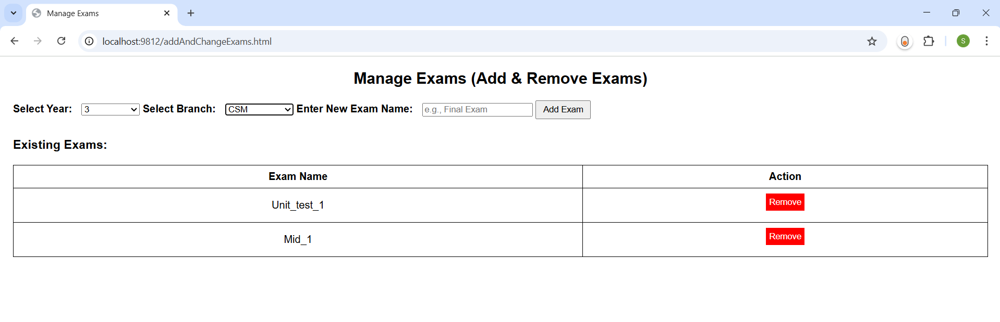 Manage Exams
localhost:9812/addAndChangeExams.html
S
Manage Exams (Add & Remove Exams)
Select Year: 3 Select Branch: CSM Enter New Exam Name: e.g., Final Exam Add Exam
Existing Exams:
Exam Name Action
Unit_test_1 Remove
Mid_1 Remove